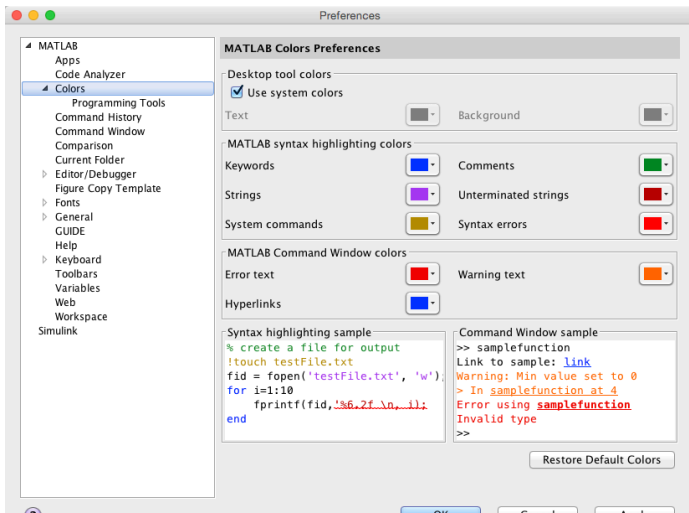 Preferences
MATLAB
Apps
Code Analyzer
Colors
Programming Tools
Command History
Command Window
Comparison
Current Folder
Editor/Debugger
Figure Copy Template
Fonts
General
GUIDE
Help
Keyboard
Toolbars
Variables
Web
Workspace
Simulink
MATLAB Colors Preferences
Desktop tool colors
Use system colors
Text Background
MATLAB syntax highlighting colors
Keywords Comments
Strings Unterminated strings
System commands Syntax errors
MATLAB Command Window colors
Error text Warning text
Hyperlinks
Syntax highlighting sample
% create a file for output
!touch testFile.txt
fid = fopen('testFile.txt', 'w');
for i=1:10
fprintf(fid,'%6.2f \n, i);
end
Command Window sample
>> samplefunction
Link to sample: link
Warning: Min value set to 0
> In samplefunction at 4
Error using samplefunction
Invalid type
>>
Restore Default Colors